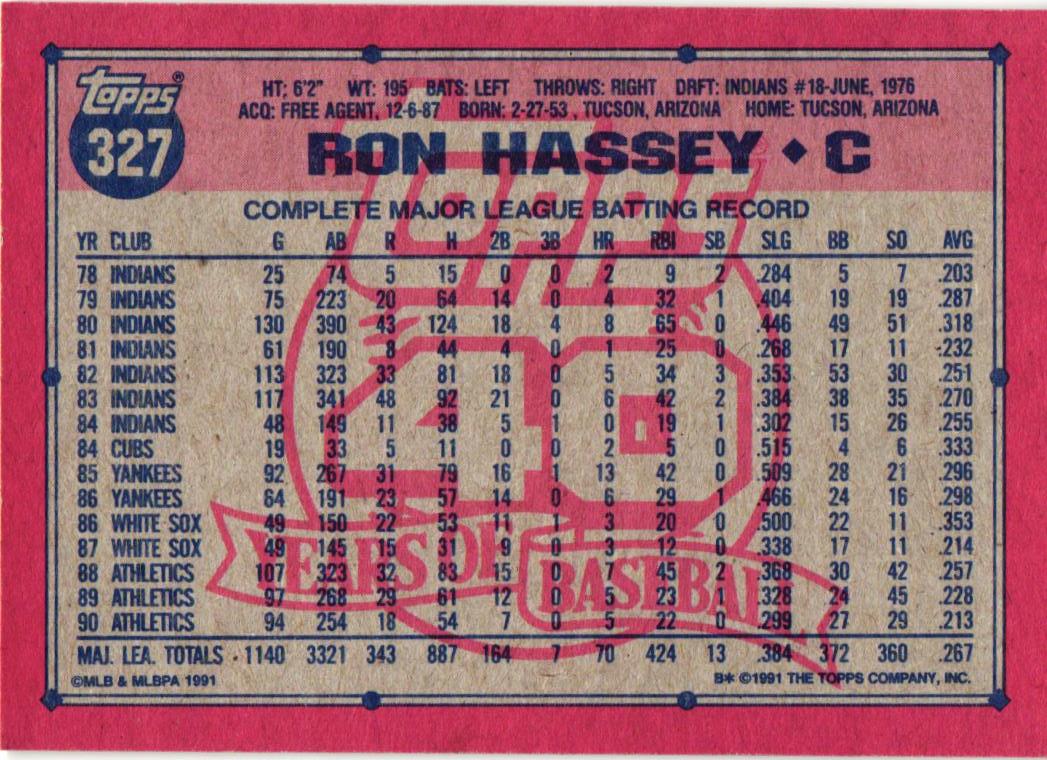 Topps®
327
HT; 6'2" WT: 195 BATS: LEFT THROWS: RIGHT DRFT: INDIANS #18-JUNE, 1976
ACQ: FREE AGENT, 12-6-87 BORN: 2-27-53 , TUCSON, ARIZONA HOME: TUCSON, ARIZONA
RON HASSEY ◆ C
COMPLETE MAJOR LEAGUE BATTING RECORD
YR CLUB G AB R H 2B 3B HR RBI SB SLG BB SO AVG
78 INDIANS 25 74 5 15 0 0 2 9 2 .284 5 7 .203
79 INDIANS 75 223 20 64 14 0 4 32 1 .404 19 19 .287
80 INDIANS 130 390 43 124 18 4 8 65 0 .446 49 51 .318
81 INDIANS 61 190 8 44 4 0 1 25 0 .268 17 11 .232
82 INDIANS 113 323 33 81 18 0 5 34 3 .353 53 30 .251
83 INDIANS 117 341 48 92 21 0 6 42 2 .384 38 35 .270
84 INDIANS 48 149 11 38 5 1 0 19 1 .302 15 26 .255
84 CUBS 19 33 5 11 0 0 2 5 0 .515 4 6 .333
85 YANKEES 92 267 31 79 16 1 13 42 0 .509 28 21 .296
86 YANKEES 64 191 23 57 14 0 6 29 1 .466 24 16 .298
86 WHITE SOX 49 150 22 53 11 1 3 20 0 .500 22 11 .353
87 WHITE SOX 49 145 15 31 9 0 3 12 0 .338 17 11 .214
88 ATHLETICS 107 323 32 83 15 0 7 45 2 .368 30 42 .257
89 ATHLETICS 97 268 29 61 12 0 5 23 1 .328 24 45 .228
90 ATHLETICS 94 254 18 54 7 0 5 22 0 .299 27 29 .213
MAJ. LEA. TOTALS 1140 3321 343 887 164 7 70 424 13 .384 372 360 .267
©MLB & MLBPA 1991 B* ©1991 THE TOPPS COMPANY, INC.
Topps
40
YEARS OF
BASEBALL